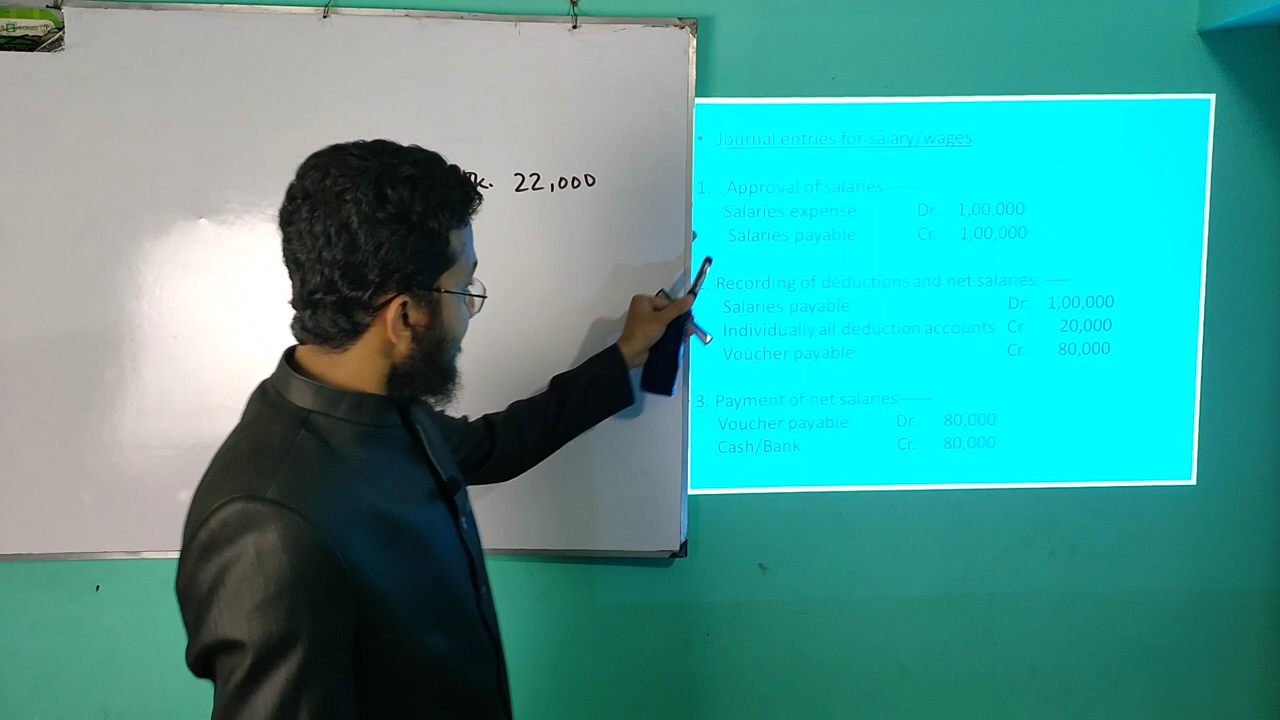 Tk. 22,000
• Journal entries for salary/wages
1. Approval of salaries ——
Salaries expense Dr. 1,00,000
Salaries payable Cr. 1,00,000
Recording of deductions and net salaries ——
Salaries payable Dr. 1,00,000
Individually all deduction accounts Cr 20,000
Voucher payable Cr. 80,000
3. Payment of net salaries——
Voucher payable Dr. 80,000
Cash/Bank Cr. 80,000